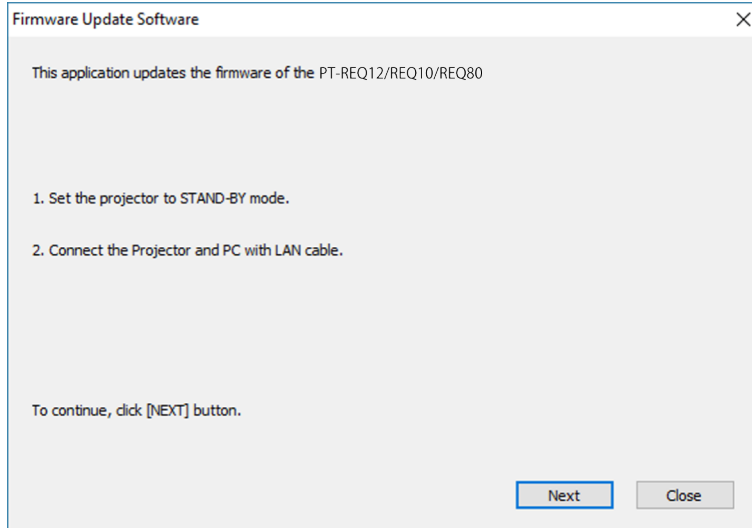 Firmware Update Software
This application updates the firmware of the PT-REQ12/REQ10/REQ80
1. Set the projector to STAND-BY mode.
2. Connect the Projector and PC with LAN cable.
To continue, click [NEXT] button.
Next Close